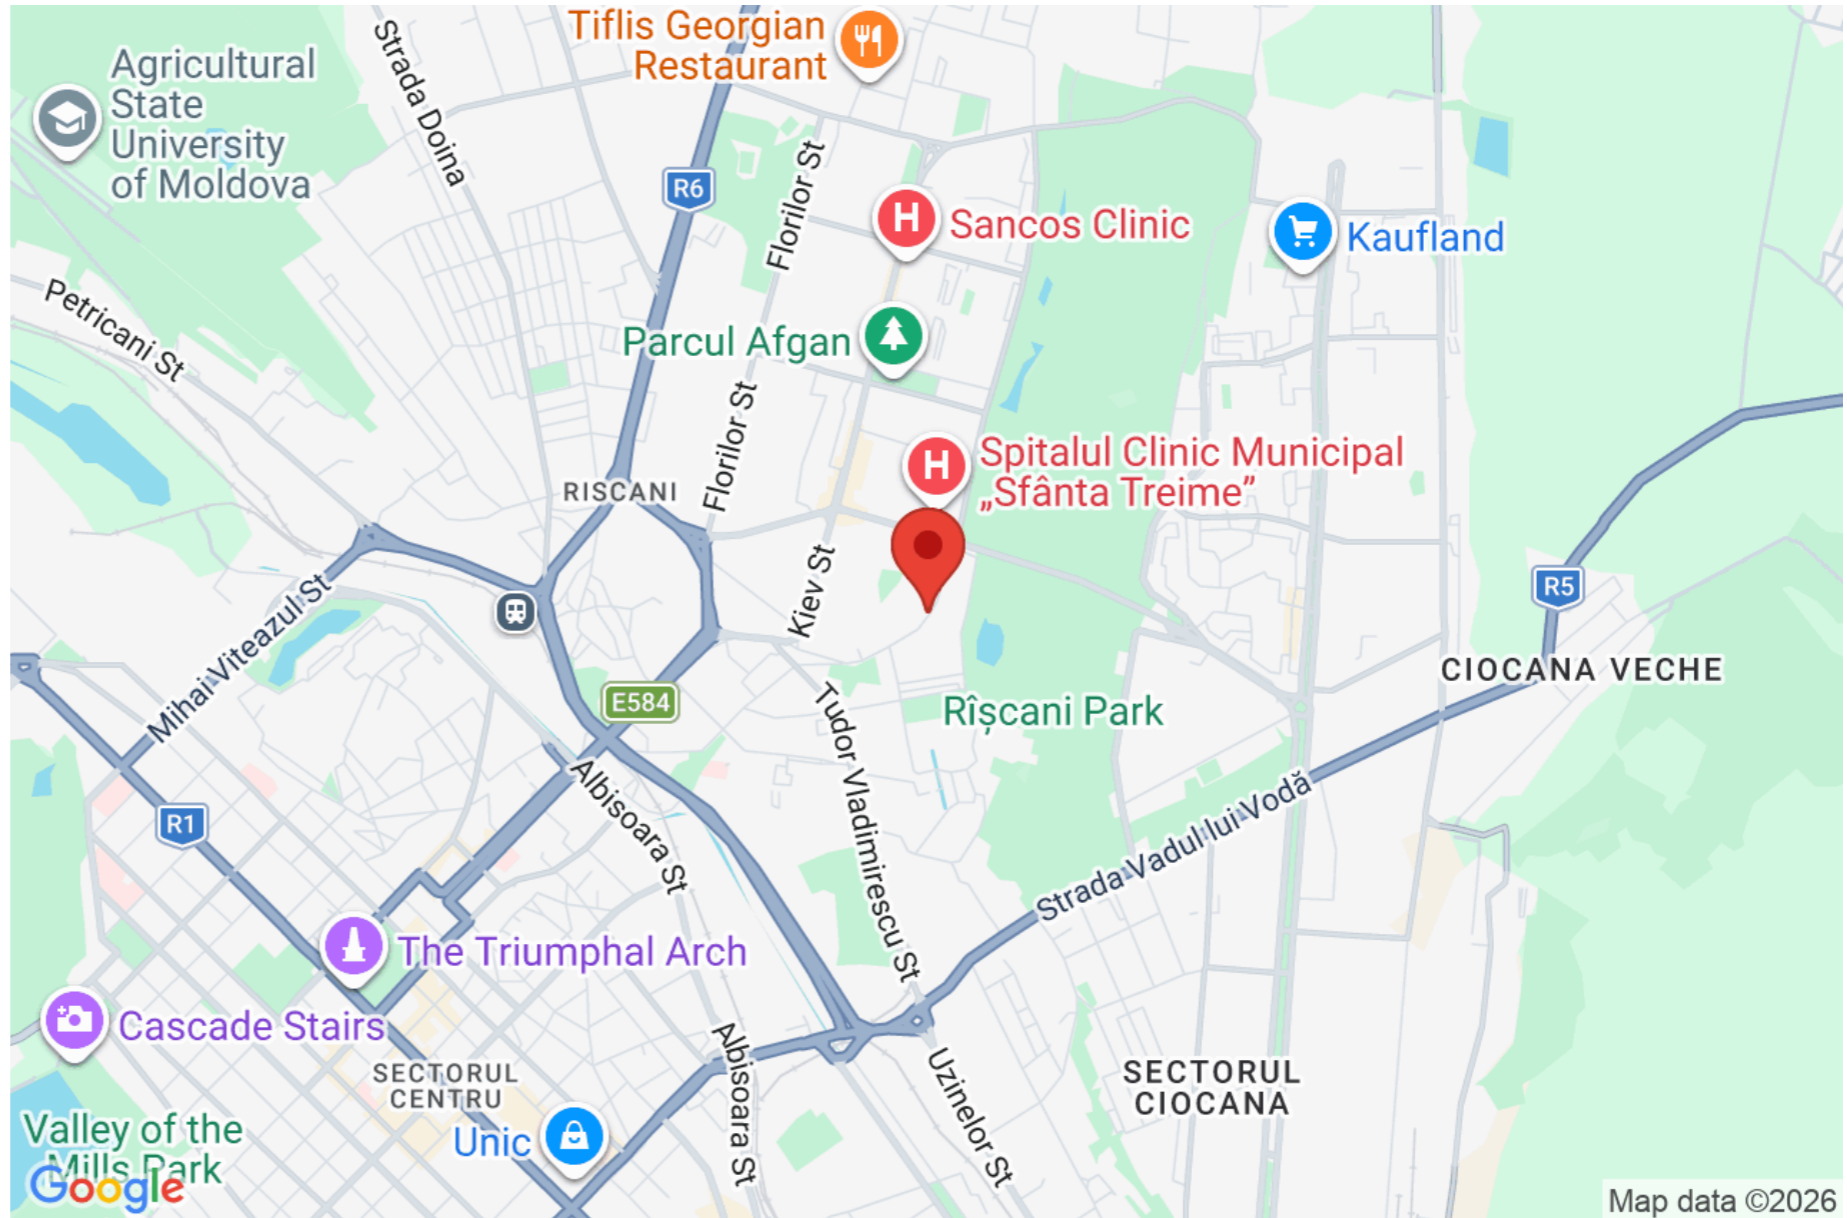 Tiflis Georgian
Restaurant
Agricultural
State
University
of Moldova
Strada Doina
R6
Florilor St
Sancos Clinic
Kaufland
Petricani St
Parcul Afgan
Florilor St
RISCANI
Spitalul Clinic Municipal
„Sfânta Treime”
Kiev St
R5
Mihai Viteazul St
CIOCANA VECHE
E584
Rîșcani Park
Tudor Vladimirescu St
Albisoara St
R1
Strada Vadul lui Vodă
The Triumphal Arch
Cascade Stairs
Albisoara St
SECTORUL
CENTRU
Uzinelor St
SECTORUL
CIOCANA
Valley of the
Mills Park
Unic
Google
Map data ©2026